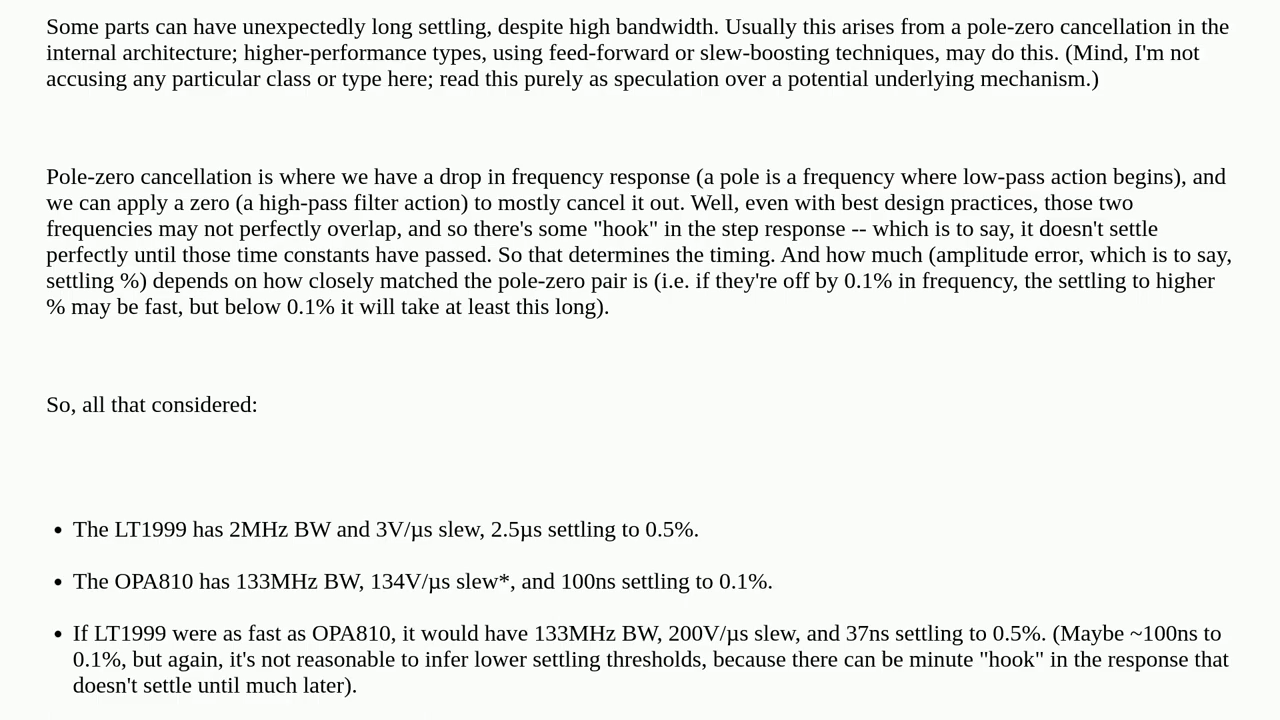 Some parts can have unexpectedly long settling, despite high bandwidth. Usually this arises from a pole-zero cancellation in the
internal architecture; higher-performance types, using feed-forward or slew-boosting techniques, may do this. (Mind, I'm not
accusing any particular class or type here; read this purely as speculation over a potential underlying mechanism.)
Pole-zero cancellation is where we have a drop in frequency response (a pole is a frequency where low-pass action begins), and
we can apply a zero (a high-pass filter action) to mostly cancel it out. Well, even with best design practices, those two
frequencies may not perfectly overlap, and so there's some "hook" in the step response -- which is to say, it doesn't settle
perfectly until those time constants have passed. So that determines the timing. And how much (amplitude error, which is to say,
settling %) depends on how closely matched the pole-zero pair is (i.e. if they're off by 0.1% in frequency, the settling to higher
% may be fast, but below 0.1% it will take at least this long).
So, all that considered:
• The LT1999 has 2MHz BW and 3V/µs slew, 2.5µs settling to 0.5%.
• The OPA810 has 133MHz BW, 134V/µs slew*, and 100ns settling to 0.1%.
• If LT1999 were as fast as OPA810, it would have 133MHz BW, 200V/µs slew, and 37ns settling to 0.5%. (Maybe ~100ns to
0.1%, but again, it's not reasonable to infer lower settling thresholds, because there can be minute "hook" in the response that
doesn't settle until much later).